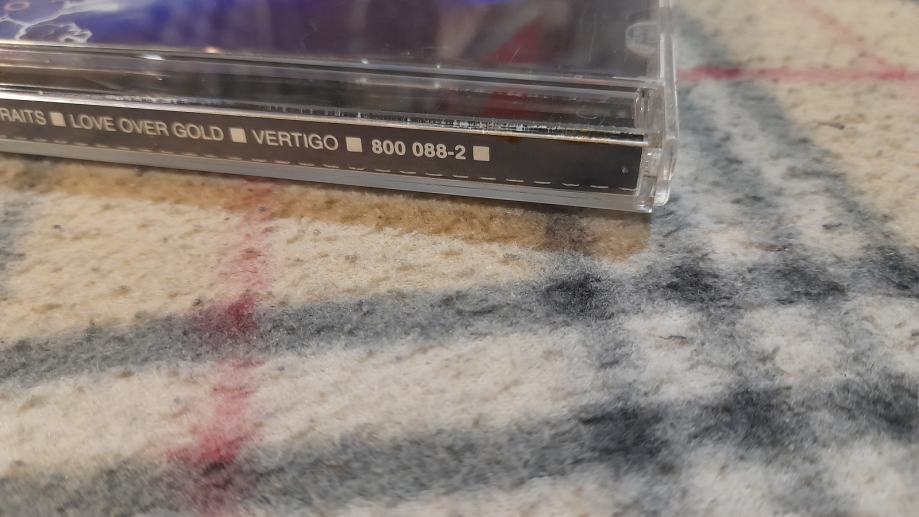 RAITS ■ LOVE OVER GOLD ■ VERTIGO ■ 800 088-2 ■